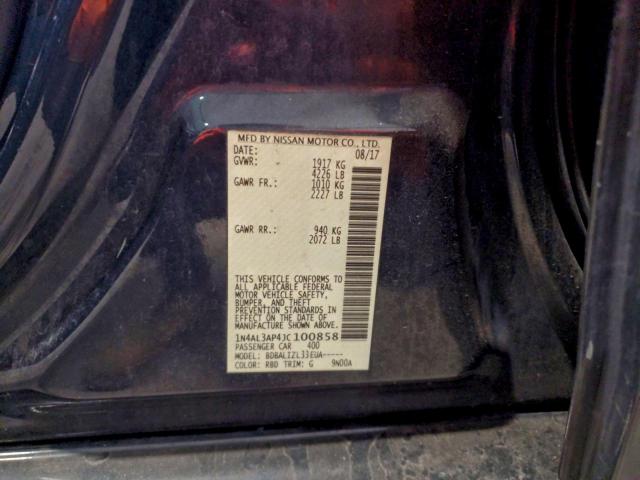 MFD BY NISSAN MOTOR CO., LTD.
DATE: 08/17
GVWR: 1917 KG
4226 LB
GAWR FR.: 1010 KG
2227 LB
GAWR RR.: 940 KG
2072 LB
THIS VEHICLE CONFORMS TO
ALL APPLICABLE FEDERAL
MOTOR VEHICLE SAFETY,
BUMPER, AND THEFT
PREVENTION STANDARDS IN
EFFECT ON THE DATE OF
MANUFACTURE SHOWN ABOVE.
1N4AL3AP4JC100858
PASSENGER CAR 400
MODEL: BDBALIZL33EUA-----
COLOR: RBD TRIM: G 9N00A